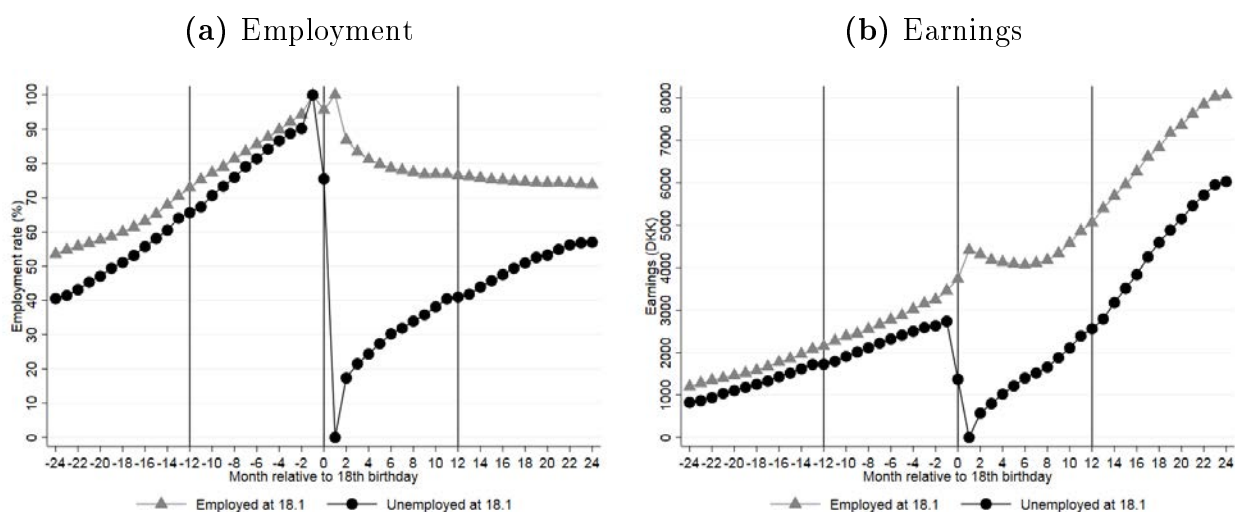 (a) Employment
Employment rate (%)
100
90
80
70
60
50
40
30
20
10
0
-24 -22 -20 -18 -16 -14 -12 -10 -8 -6 -4 -2 0 2 4 6 8 10 12 14 16 18 20 22 24
Month relative to 18th birthday
Employed at 18.1 Unemployed at 18.1
(b) Earnings
Earnings (DKK)
8000
7000
6000
5000
4000
3000
2000
1000
0
-24 -22 -20 -18 -16 -14 -12 -10 -8 -6 -4 -2 0 2 4 6 8 10 12 14 16 18 20 22 24
Month relative to 18th birthday
Employed at 18.1 Unemployed at 18.1